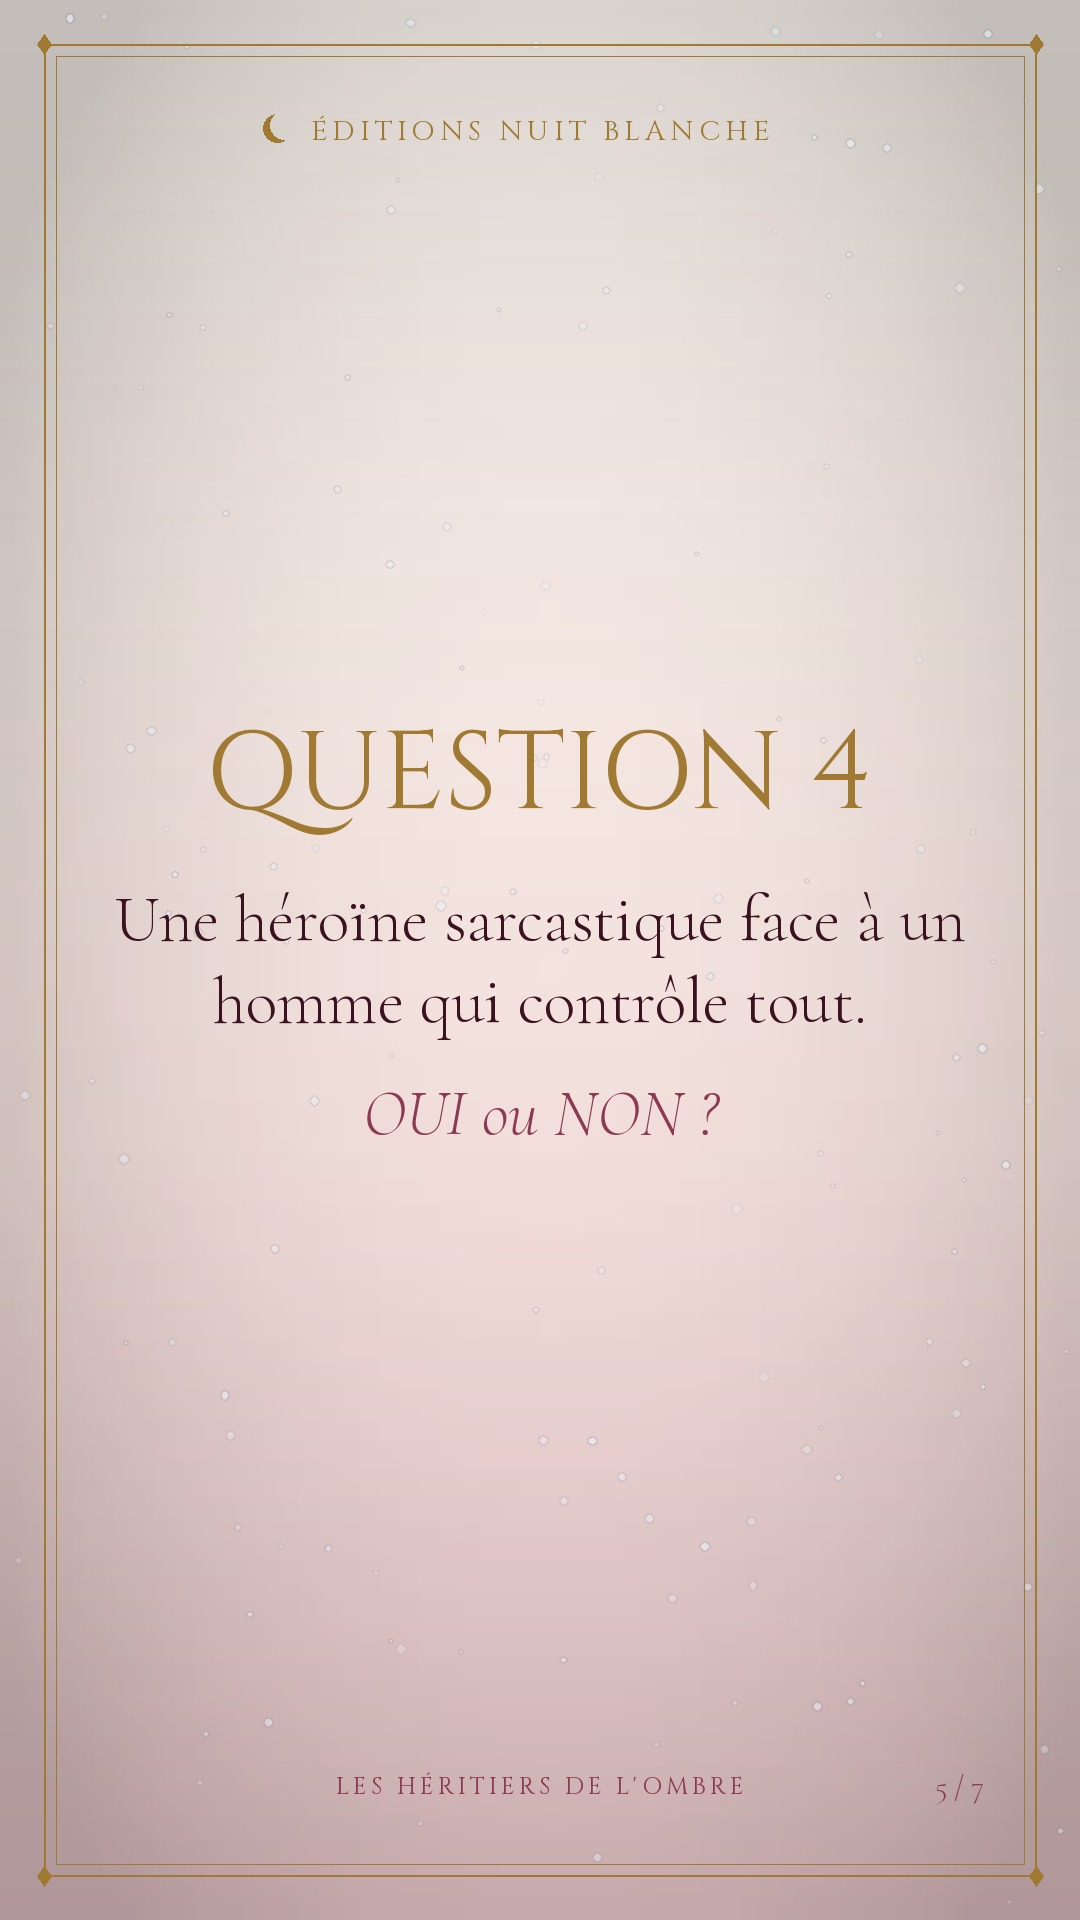 ÉDITIONS NUIT BLANCHE
QUESTION 4
Une héroïne sarcastique face à un
homme qui contrôle tout.
OUI ou NON ?
LES HÉRITIERS DE L'OMBRE
5/7